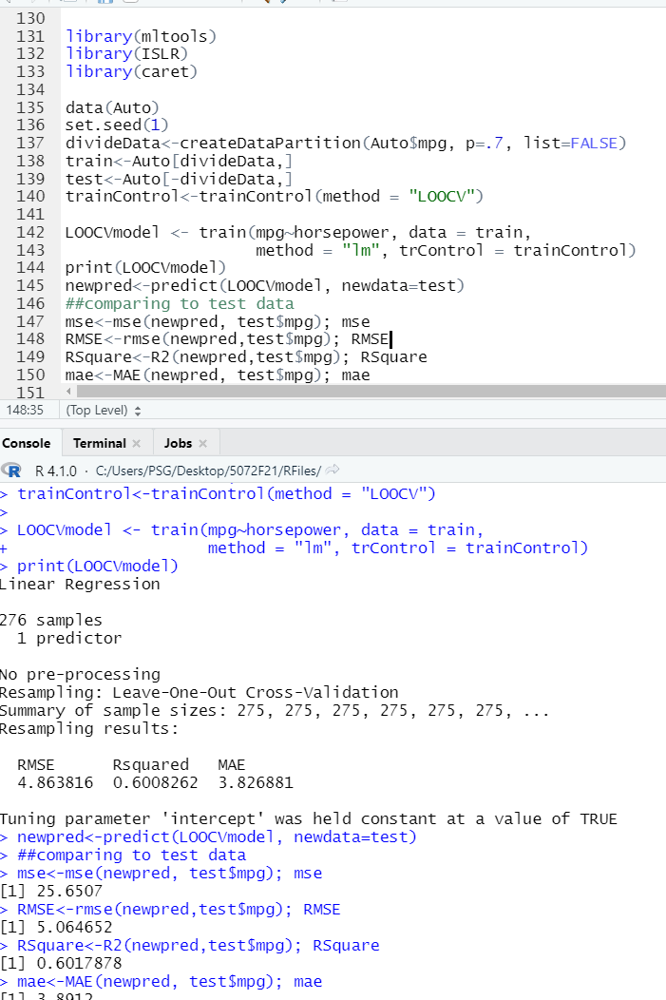 130
131 library(mltools)
132 library(ISLR)
133 library(caret)
134
135 data(Auto)
136 set.seed(1)
137 divideData<-createDataPartition(Auto$mpg, p=.7, list=FALSE)
138 train<-Auto[divideData,]
139 test<-Auto[-divideData,]
140 trainControl<-trainControl(method = "LOOCV")
141
142 LOOCVmodel <- train(mpg~horsepower, data = train,
143                     method = "lm", trControl = trainControl)
144 print(LOOCVmodel)
145 newpred<-predict(LOOCVmodel, newdata=test)
146 ##comparing to test data
147 mse<-mse(newpred, test$mpg); mse
148 RMSE<-rmse(newpred,test$mpg); RMSE
149 RSquare<-R2(newpred,test$mpg); RSquare
150 mae<-MAE(newpred, test$mpg); mae
151
148:35 (Top Level)
Console Terminal Jobs
R 4.1.0 · C:/Users/PSG/Desktop/5072F21/RFiles/
> trainControl<-trainControl(method = "LOOCV")
>
> LOOCVmodel <- train(mpg~horsepower, data = train,
+                     method = "lm", trControl = trainControl)
> print(LOOCVmodel)
Linear Regression
276 samples
  1 predictor
No pre-processing
Resampling: Leave-One-Out Cross-Validation
Summary of sample sizes: 275, 275, 275, 275, 275, 275, ...
Resampling results:
  RMSE      Rsquared   MAE
  4.863816  0.6008262  3.826881
Tuning parameter 'intercept' was held constant at a value of TRUE
> newpred<-predict(LOOCVmodel, newdata=test)
> ##comparing to test data
> mse<-mse(newpred, test$mpg); mse
[1] 25.6507
> RMSE<-rmse(newpred,test$mpg); RMSE
[1] 5.064652
> RSquare<-R2(newpred,test$mpg); RSquare
[1] 0.6017878
> mae<-MAE(newpred, test$mpg); mae
[1] 3.8912